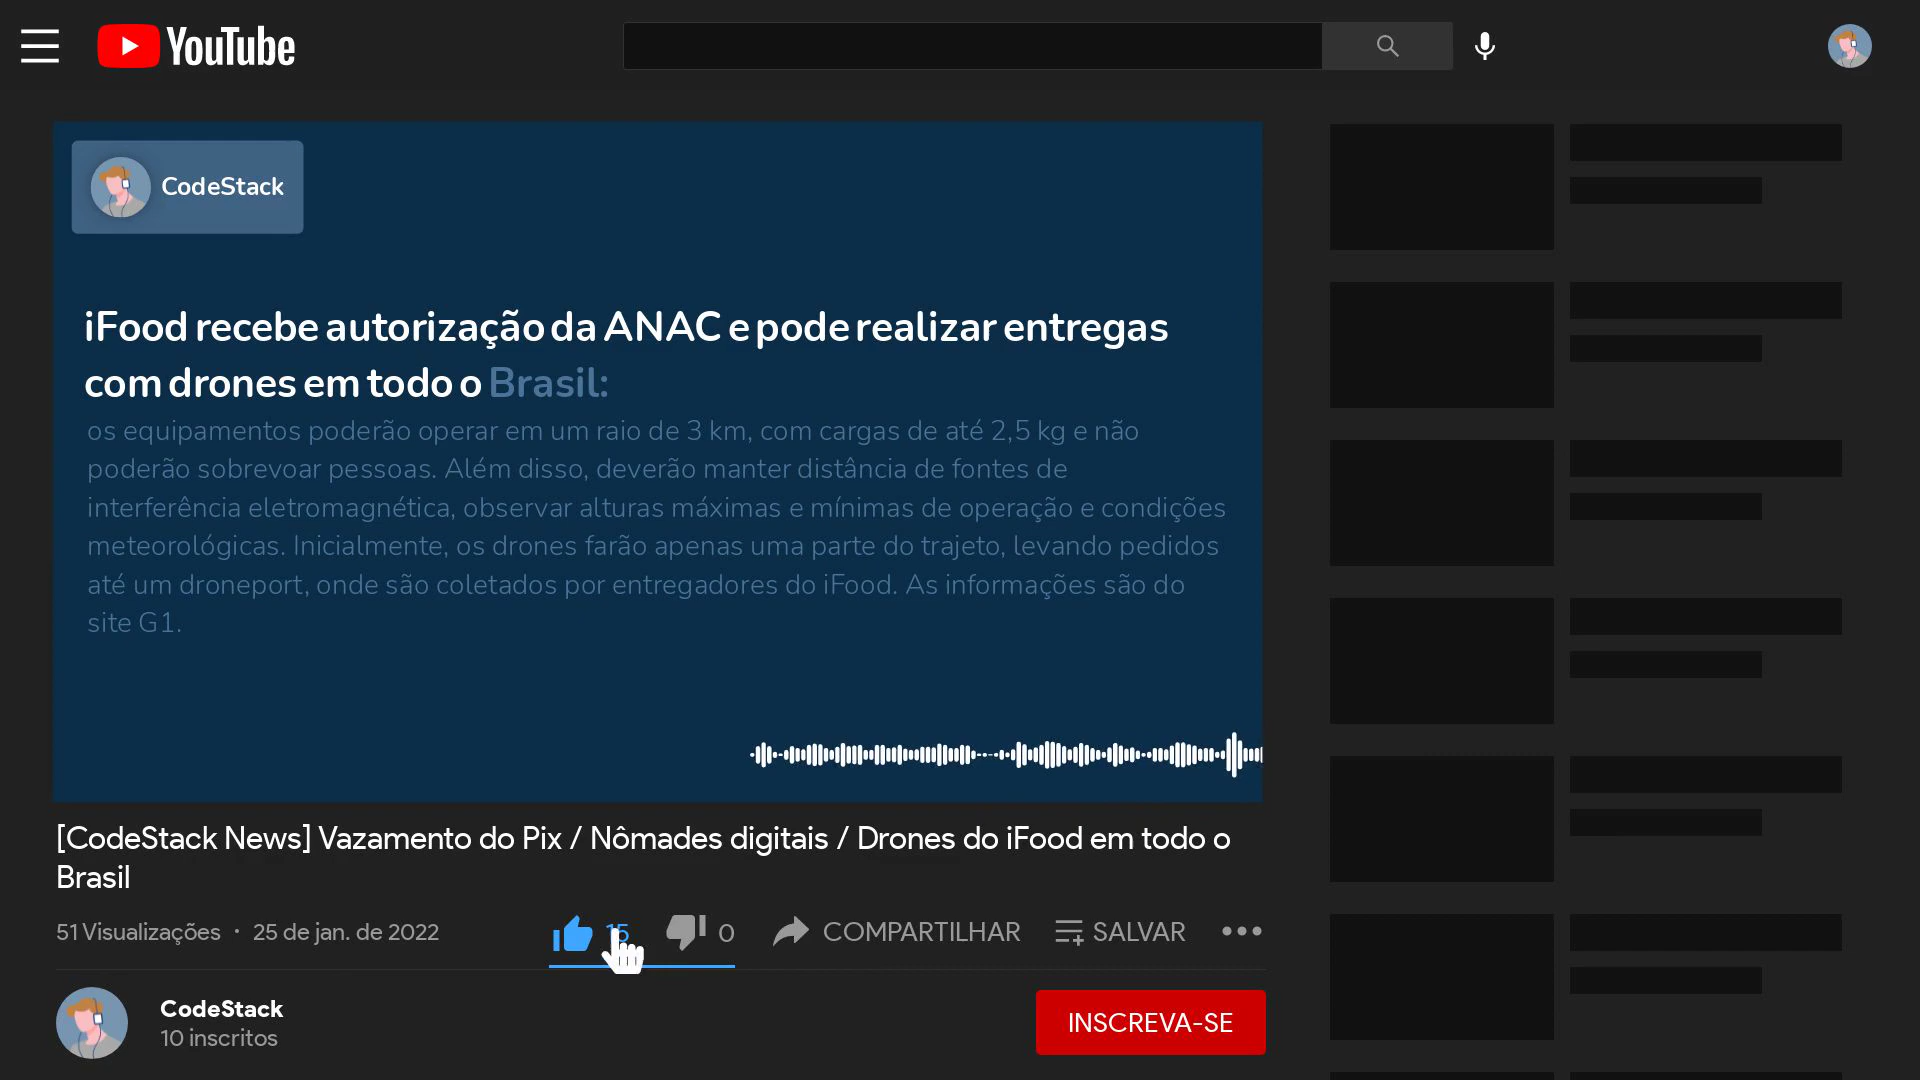 YouTube
CodeStack
iFood recebe autorização da ANAC e pode realizar entregas
com drones em todo o Brasil:
os equipamentos poderão operar em um raio de 3 km, com cargas de até 2,5 kg e não
poderão sobrevoar pessoas. Além disso, deverão manter distância de fontes de
interferência eletromagnética, observar alturas máximas e mínimas de operação e condições
meteorológicas. Inicialmente, os drones farão apenas uma parte do trajeto, levando pedidos
até um droneport, onde são coletados por entregadores do iFood. As informações são do
site G1.
[CodeStack News] Vazamento do Pix / Nômades digitais / Drones do iFood em todo o
Brasil
51 Visualizações · 25 de jan. de 2022 15 0 COMPARTILHAR SALVAR
CodeStack
10 inscritos
INSCREVA-SE